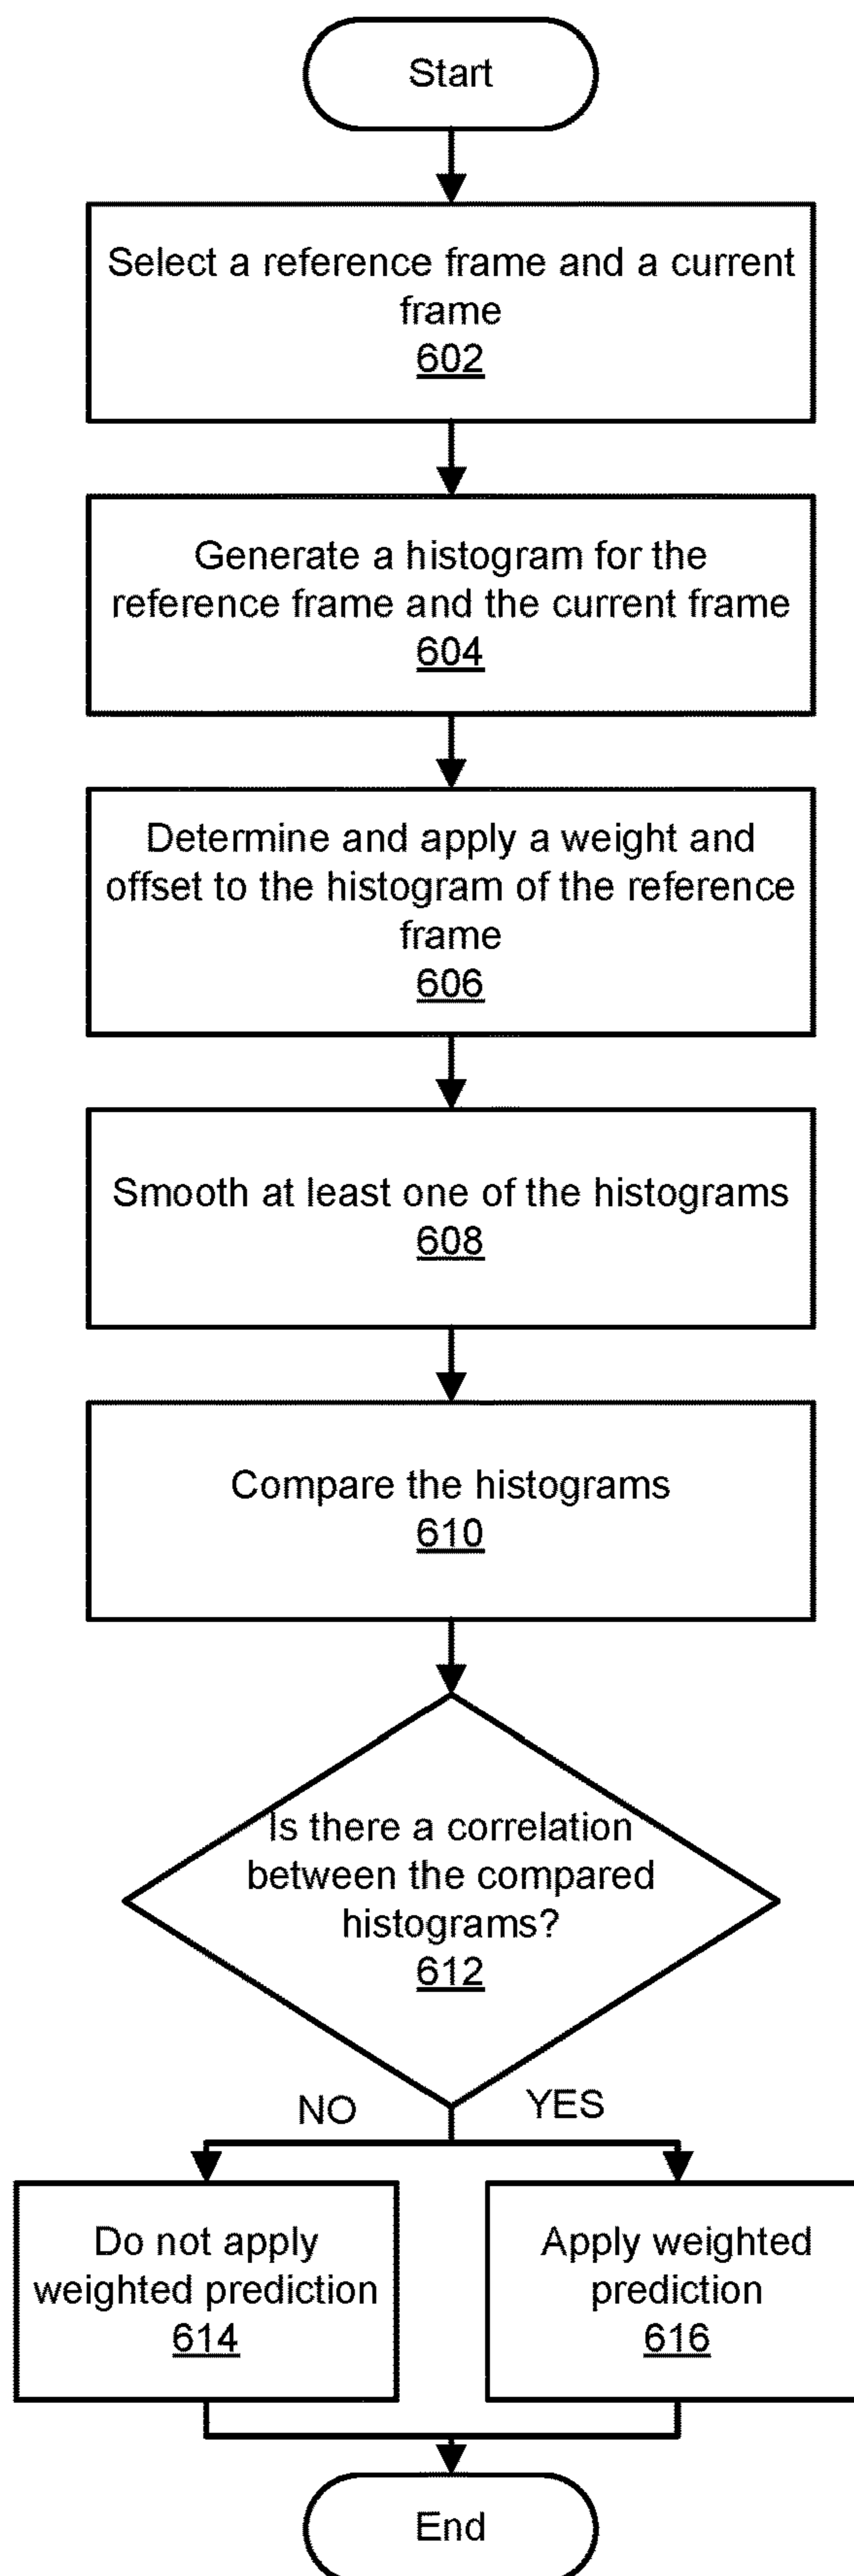 Start
Select a reference frame and a current
frame
602
Generate a histogram for the
reference frame and the current frame
604
Determine and apply a weight and
offset to the histogram of the reference
frame
606
Smooth at least one of the histograms
608
Compare the histograms
610
Is there a correlation
between the compared
histograms?
612
NO
YES
Do not apply
weighted prediction
614
Apply weighted
prediction
616
End